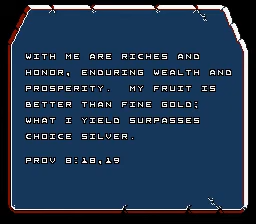 WITH ME ARE RICHES AND
HONOR, ENDURING WEALTH AND
PROSPERITY.  MY FRUIT IS
BETTER THAN FINE GOLD;
WHAT I YIELD SURPASSES
CHOICE SILVER.
PROV 8:18,19